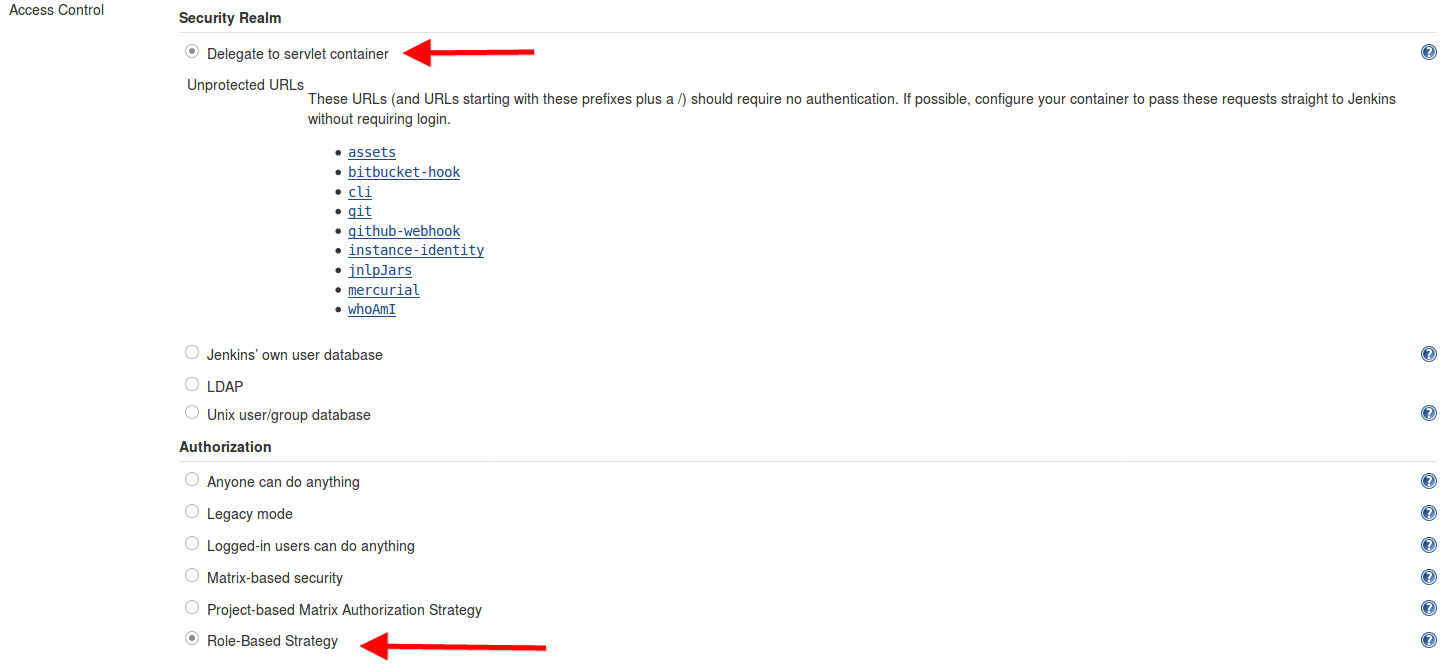 Access Control
Security Realm
Delegate to servlet container
Unprotected URLs
These URLs (and URLs starting with these prefixes plus a /) should require no authentication. If possible, configure your container to pass these requests straight to Jenkins
without requiring login.
assets
bitbucket-hook
cli
git
github-webhook
instance-identity
jnlpJars
mercurial
whoAmI
Jenkins’ own user database
LDAP
Unix user/group database
Authorization
Anyone can do anything
Legacy mode
Logged-in users can do anything
Matrix-based security
Project-based Matrix Authorization Strategy
Role-Based Strategy